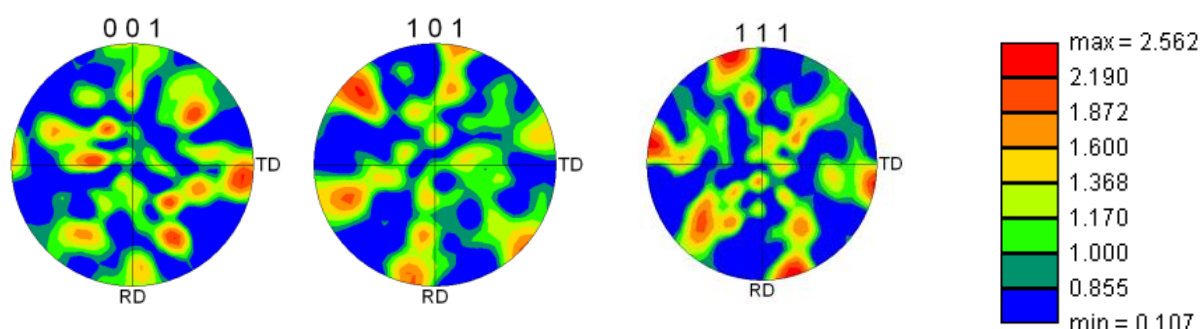 0 0 1
1 0 1
1 1 1
max = 2.562
2.190
1.872
1.600
1.368
1.170
1.000
0.855
min = 0.107
TD
TD
TD
RD
RD
RD